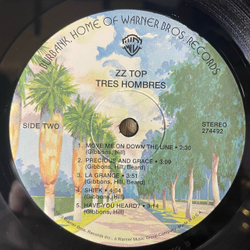 BURBANK, HOME OF WARNER BROS. RECORDS
ZZ TOP
TRES HOMBRES
SIDE TWO
STEREO
274492
1. MOVE ME ON DOWN THE LINE • 2:30
(Gibbons, Hill)
2. PRECIOUS AND GRACE • 3:09
(Gibbons, Hill, Beard)
3. LA GRANGE • 3:51
(Gibbons, Hill, Beard)
4. SHEIK • 4:04
(Gibbons, Hill)
5. HAVE YOU HEARD? • 3:14
(Gibbons, Hill)